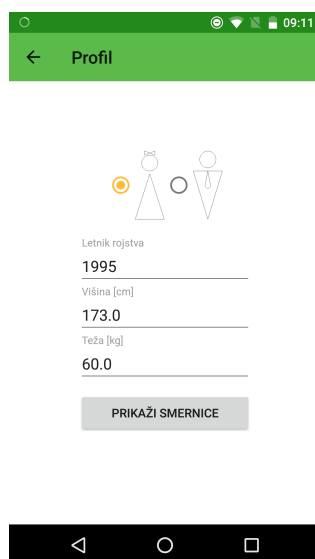 09:11
Profil
Letnik rojstva
1995
Višina [cm]
173.0
Teža [kg]
60.0
PRIKAŽI SMERNICE